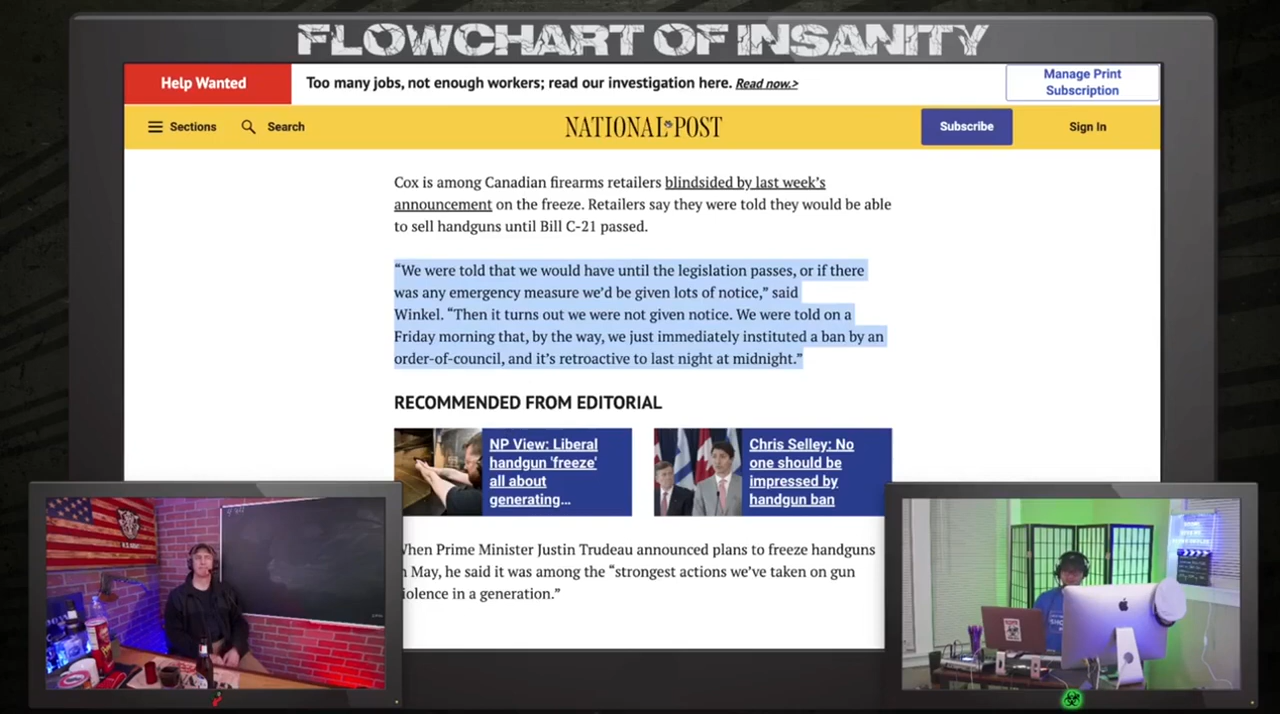 FLOWCHART OF INSANITY
Help Wanted
Too many jobs, not enough workers; read our investigation here. Read now.>
Manage Print
Subscription
Sections
Search
NATIONAL POST
Subscribe
Sign In
Cox is among Canadian firearms retailers blindsided by last week’s
announcement on the freeze. Retailers say they were told they would be able
to sell handguns until Bill C-21 passed.
“We were told that we would have until the legislation passes, or if there
was any emergency measure we’d be given lots of notice,” said
Winkel. “Then it turns out we were not given notice. We were told on a
Friday morning that, by the way, we just immediately instituted a ban by an
order-of-council, and it’s retroactive to last night at midnight.”
RECOMMENDED FROM EDITORIAL
NP View: Liberal
handgun 'freeze'
all about
generating...
Chris Selley: No
one should be
impressed by
handgun ban
When Prime Minister Justin Trudeau announced plans to freeze handguns
May, he said it was among the “strongest actions we’ve taken on gun
violence in a generation.”